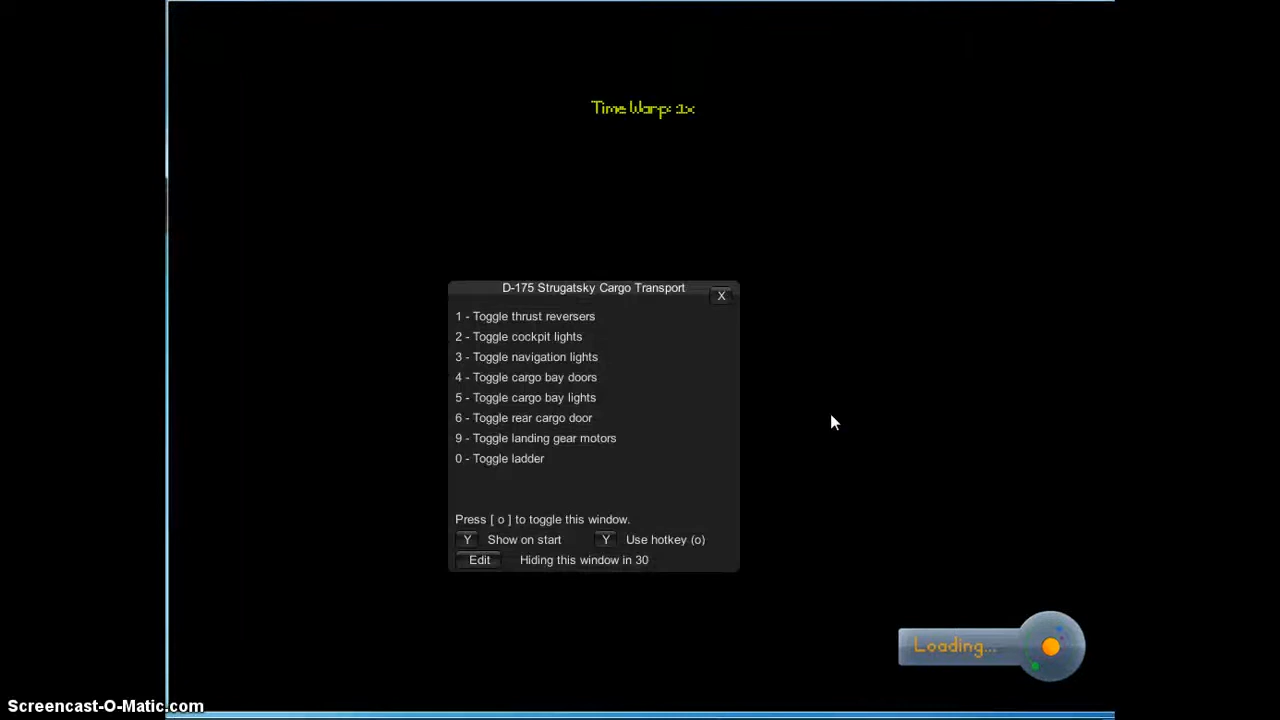 Time Warp: 1x
D-175 Strugatsky Cargo Transport
X
1 - Toggle thrust reversers
2 - Toggle cockpit lights
3 - Toggle navigation lights
4 - Toggle cargo bay doors
5 - Toggle cargo bay lights
6 - Toggle rear cargo door
9 - Toggle landing gear motors
0 - Toggle ladder
Press [ o ] to toggle this window.
Y Show on start Y Use hotkey (o)
Edit Hiding this window in 30
Loading...
Screencast-O-Matic.com